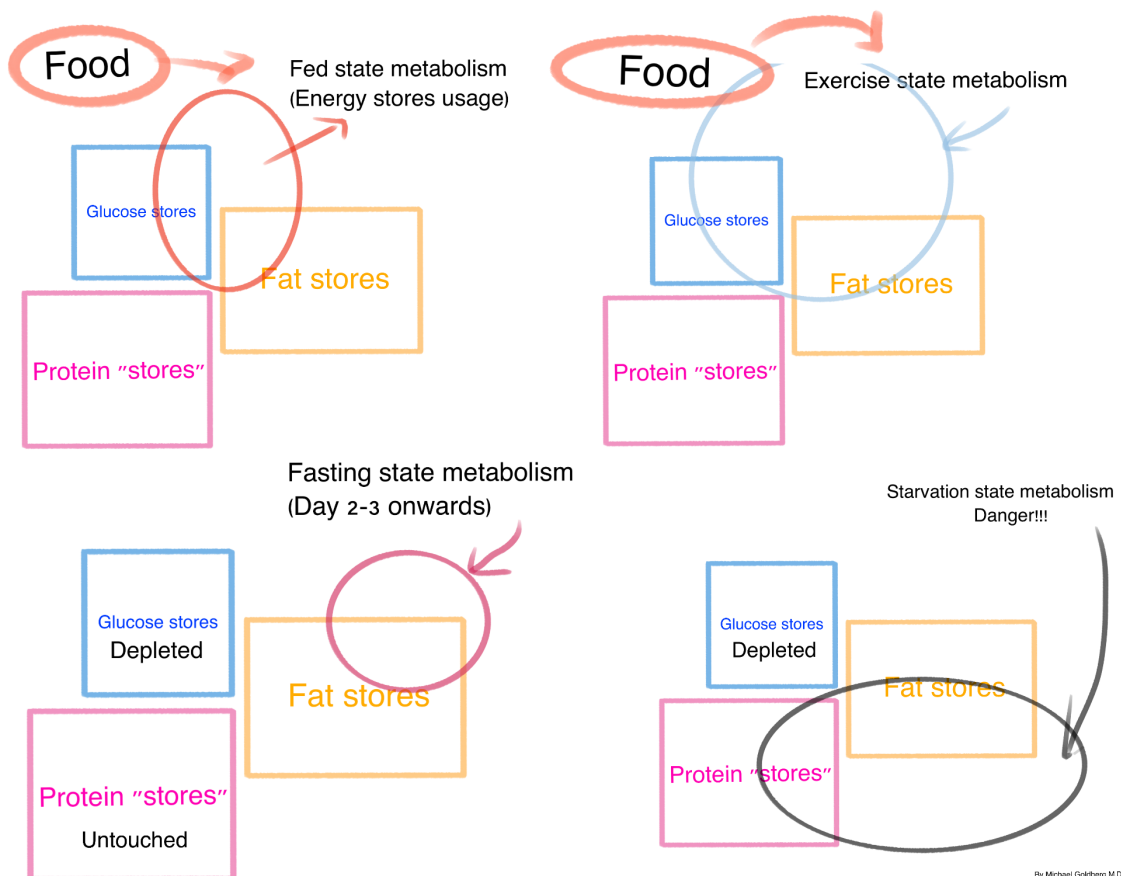 Food
Fed state metabolism
(Energy stores usage)
Glucose stores
Fat stores
Protein "stores"
Food
Exercise state metabolism
Glucose stores
Fat stores
Protein "stores"
Fasting state metabolism
(Day 2-3 onwards)
Glucose stores
Depleted
Fat stores
Protein "stores"
Untouched
Starvation state metabolism
Danger!!!
Glucose stores
Depleted
Fat stores
Protein "stores"
By Michael Goldberg M.D